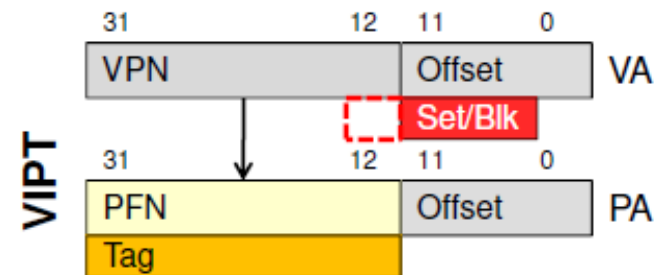 31 12 11 0
VPN Offset VA
Set/Blk
VIPT
31 12 11 0
PFN Offset PA
Tag